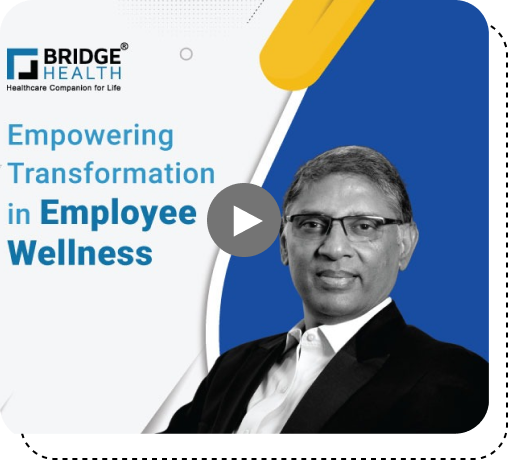 BRIDGE®
HEALTH
Healthcare Companion for Life
Empowering
Transformation
in Employee
Wellness